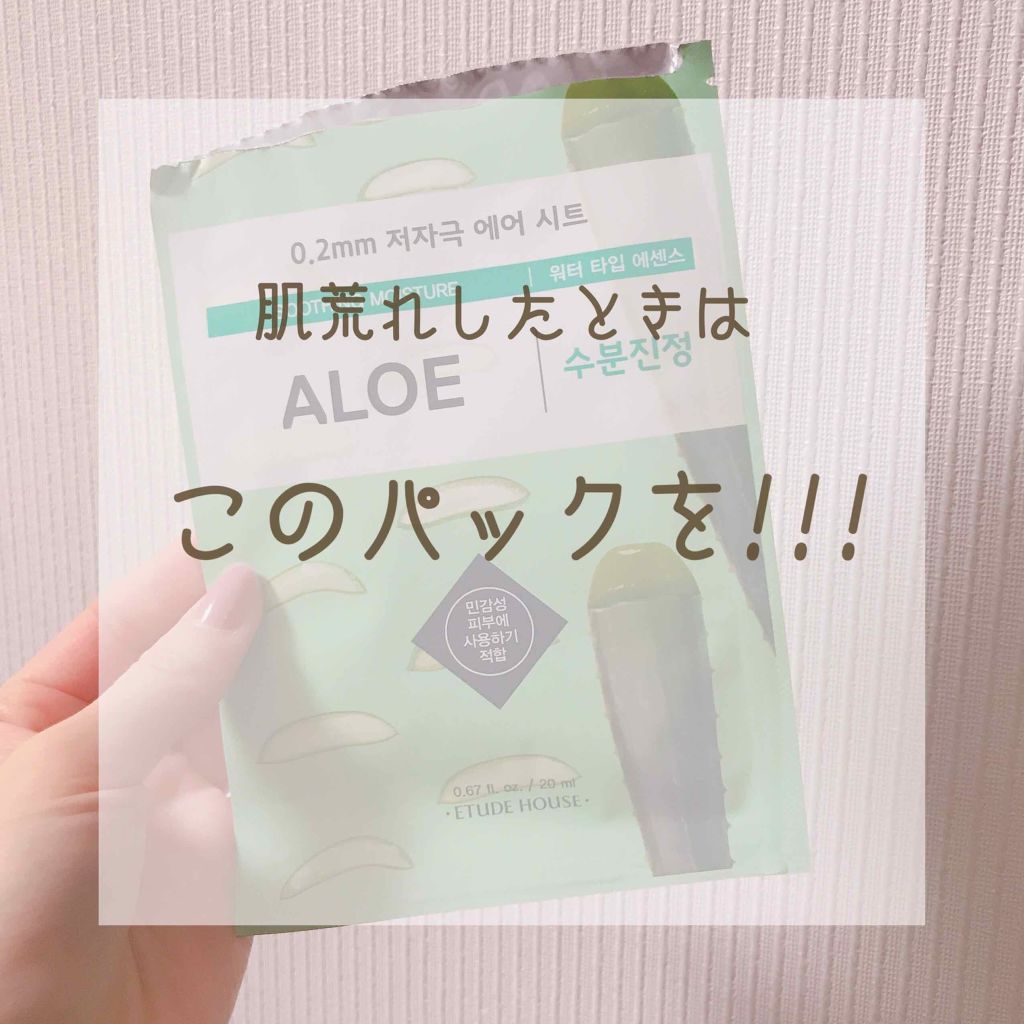 0.2mm 저자극 에어 시트
SOOTHING MOISTURE
워터 타입 에센스
肌荒れしたときは
ALOE
수분진정
このパックを!!!
민감성
피부에
사용하기
적합
0.67 fl. oz. / 20 ml
·ETUDE HOUSE·